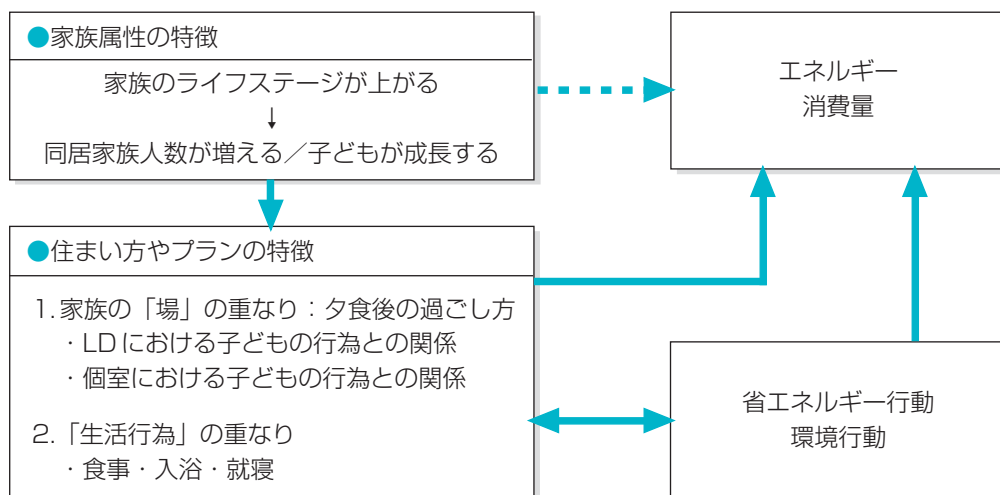 ●家族属性の特徴
家族のライフステージが上がる
↓
同居家族人数が増える／子どもが成長する
エネルギー
消費量
●住まい方やプランの特徴
1. 家族の「場」の重なり：夕食後の過ごし方
・LDにおける子どもの行為との関係
・個室における子どもの行為との関係
2.「生活行為」の重なり
・食事・入浴・就寝
省エネルギー行動
環境行動